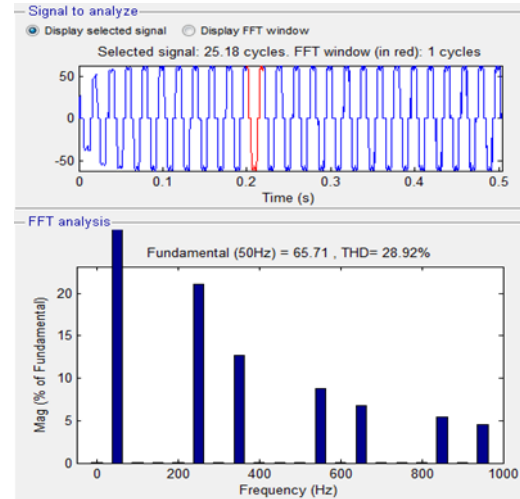 Signal to analyze
Display selected signal Display FFT window
Selected signal: 25.18 cycles. FFT window (in red): 1 cycles
50
0
-50
0 0.1 0.2 0.3 0.4 0.5
Time (s)
FFT analysis
Fundamental (50Hz) = 65.71 , THD= 28.92%
Mag (% of Fundamental)
20
15
10
5
0
0 200 400 600 800 1000
Frequency (Hz)